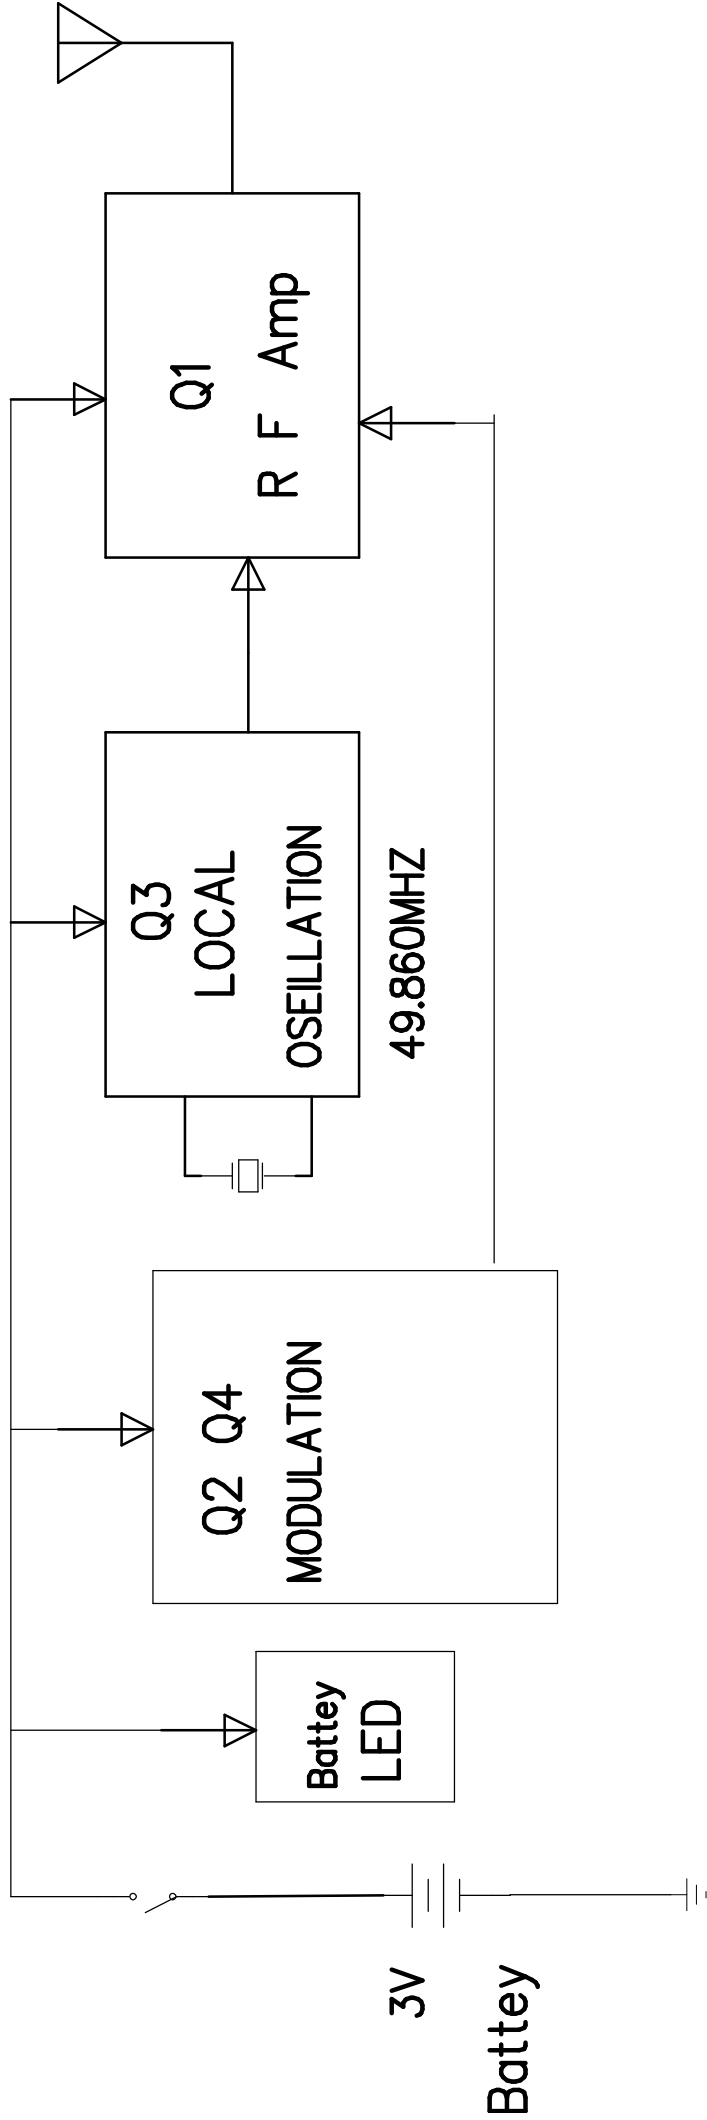 3V
Battey
Battey
LED
Q2 Q4
MODULATION
Q3
LOCAL
OSEILLATION
49.860MHZ
Q1
R F Amp